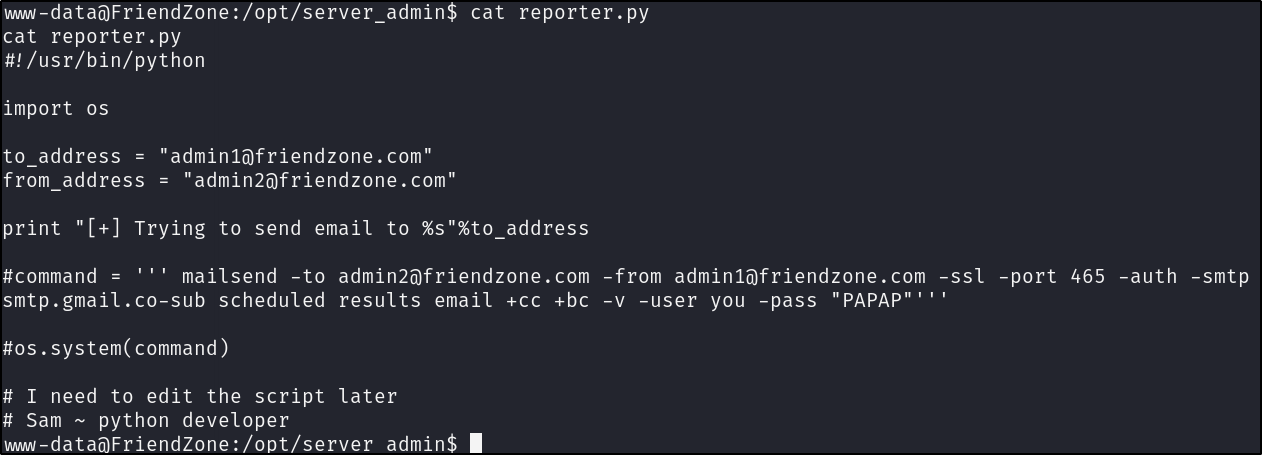 www-data@FriendZone:/opt/server_admin$ cat reporter.py
cat reporter.py
#!/usr/bin/python
import os
to_address = "admin1@friendzone.com"
from_address = "admin2@friendzone.com"
print "[+] Trying to send email to %s"%to_address
#command = ''' mailsend -to admin2@friendzone.com -from admin1@friendzone.com -ssl -port 465 -auth -smtp
smtp.gmail.co-sub scheduled results email +cc +bc -v -user you -pass "PAPAP"'''
#os.system(command)
# I need to edit the script later
# Sam ~ python developer
www-data@FriendZone:/opt/server_admin$